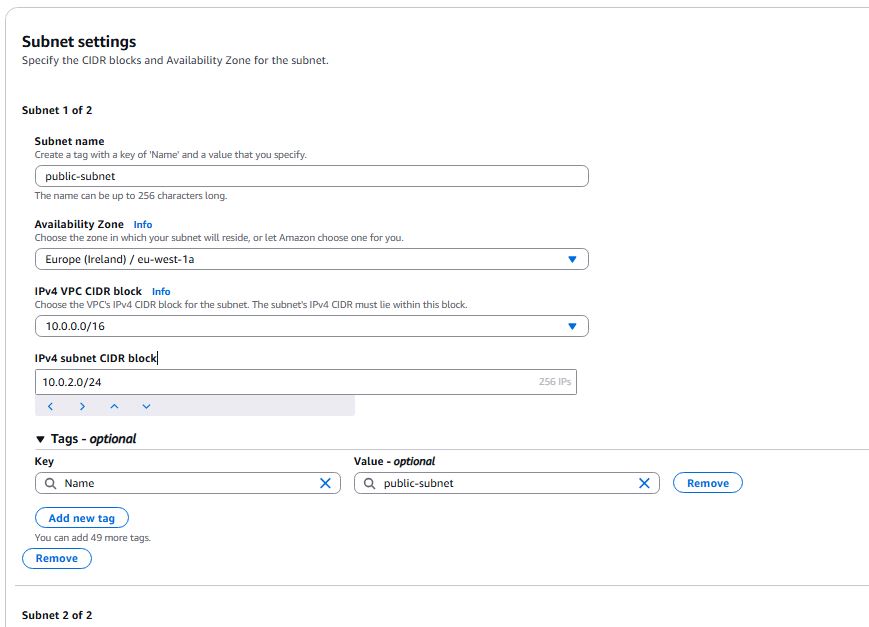 Subnet settings
Specify the CIDR blocks and Availability Zone for the subnet.
Subnet 1 of 2
Subnet name
Create a tag with a key of 'Name' and a value that you specify.
public-subnet
The name can be up to 256 characters long.
Availability Zone Info
Choose the zone in which your subnet will reside, or let Amazon choose one for you.
Europe (Ireland) / eu-west-1a
IPv4 VPC CIDR block Info
Choose the VPC's IPv4 CIDR block for the subnet. The subnet's IPv4 CIDR must lie within this block.
10.0.0.0/16
IPv4 subnet CIDR block
10.0.2.0/24 256 IPs
Tags - optional
Key Value - optional
Name public-subnet Remove
Add new tag
You can add 49 more tags.
Remove
Subnet 2 of 2